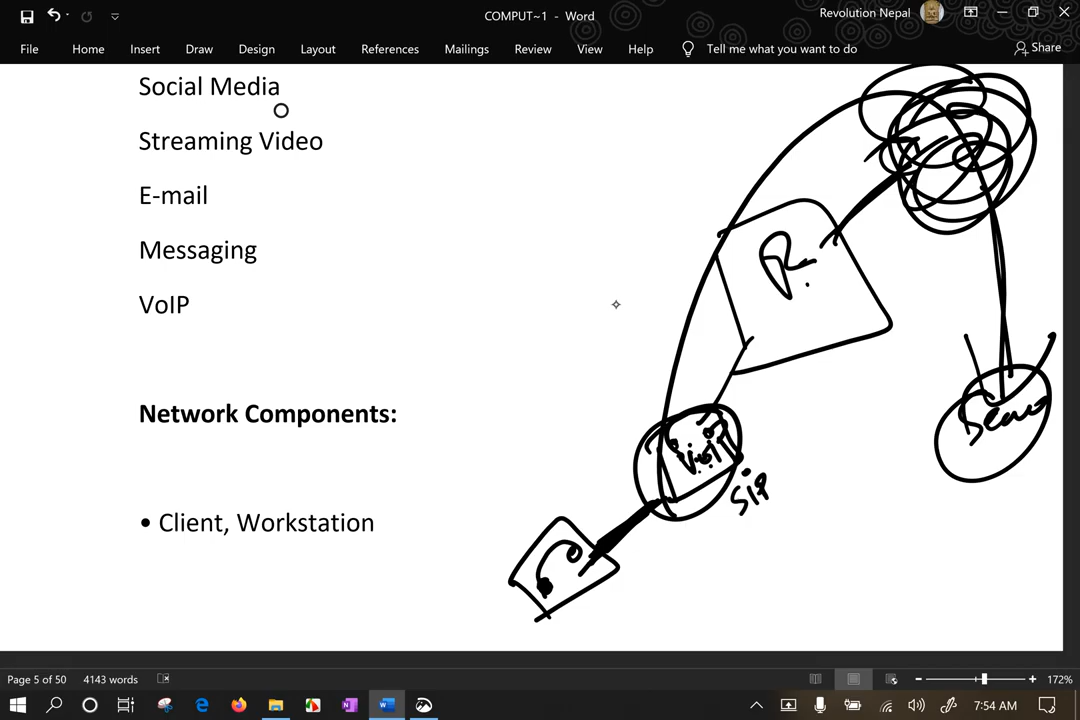 COMPUT~1 - Word
Revolution Nepal
File Home Insert Draw Design Layout References Mailings Review View Help Tell me what you want to do Share
Social Media
Streaming Video
E-mail
Messaging
VoIP
R
Network Components:
VoIP
Sip
• Client, Workstation
Page 5 of 50 4143 words 172%
7:54 AM